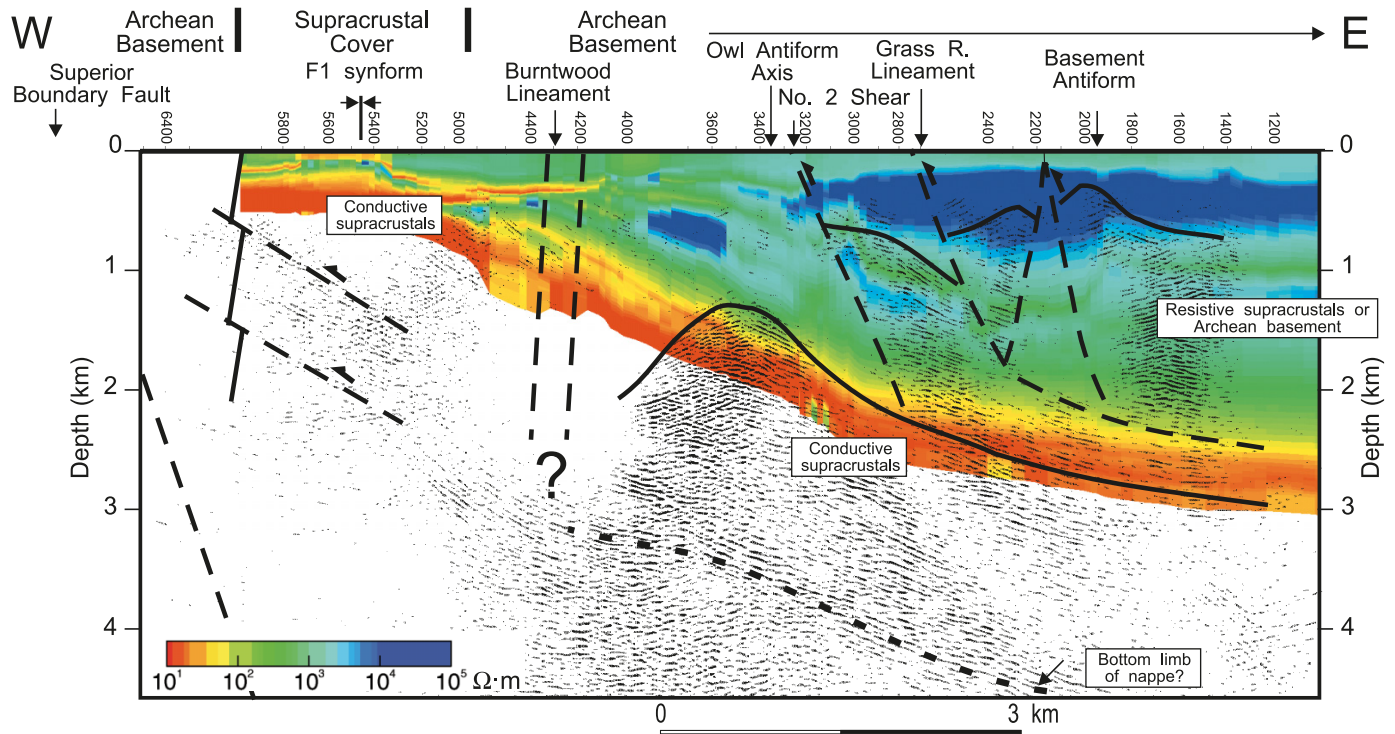 W
E
Archean
Basement
Supracrustal
Cover
F1 synform
Archean
Basement
Superior
Boundary Fault
Burntwood
Lineament
Owl Antiform
Axis
No. 2 Shear
Grass R.
Lineament
Basement
Antiform
6400 5800 5600 5400 5200 5000 4400 4200 4000 3600 3400 3200 3000 2800 2400 2200 2000 1800 1600 1400 1200
0
1
2
3
4
Depth (km)
0
1
2
3
4
Depth (km)
Conductive
supracrustals
Resistive supracrustals or
Archean basement
Conductive
supracrustals
?
Bottom limb
of nappe?
10¹ 10² 10³ 10⁴ 10⁵ Ω·m
0 3 km